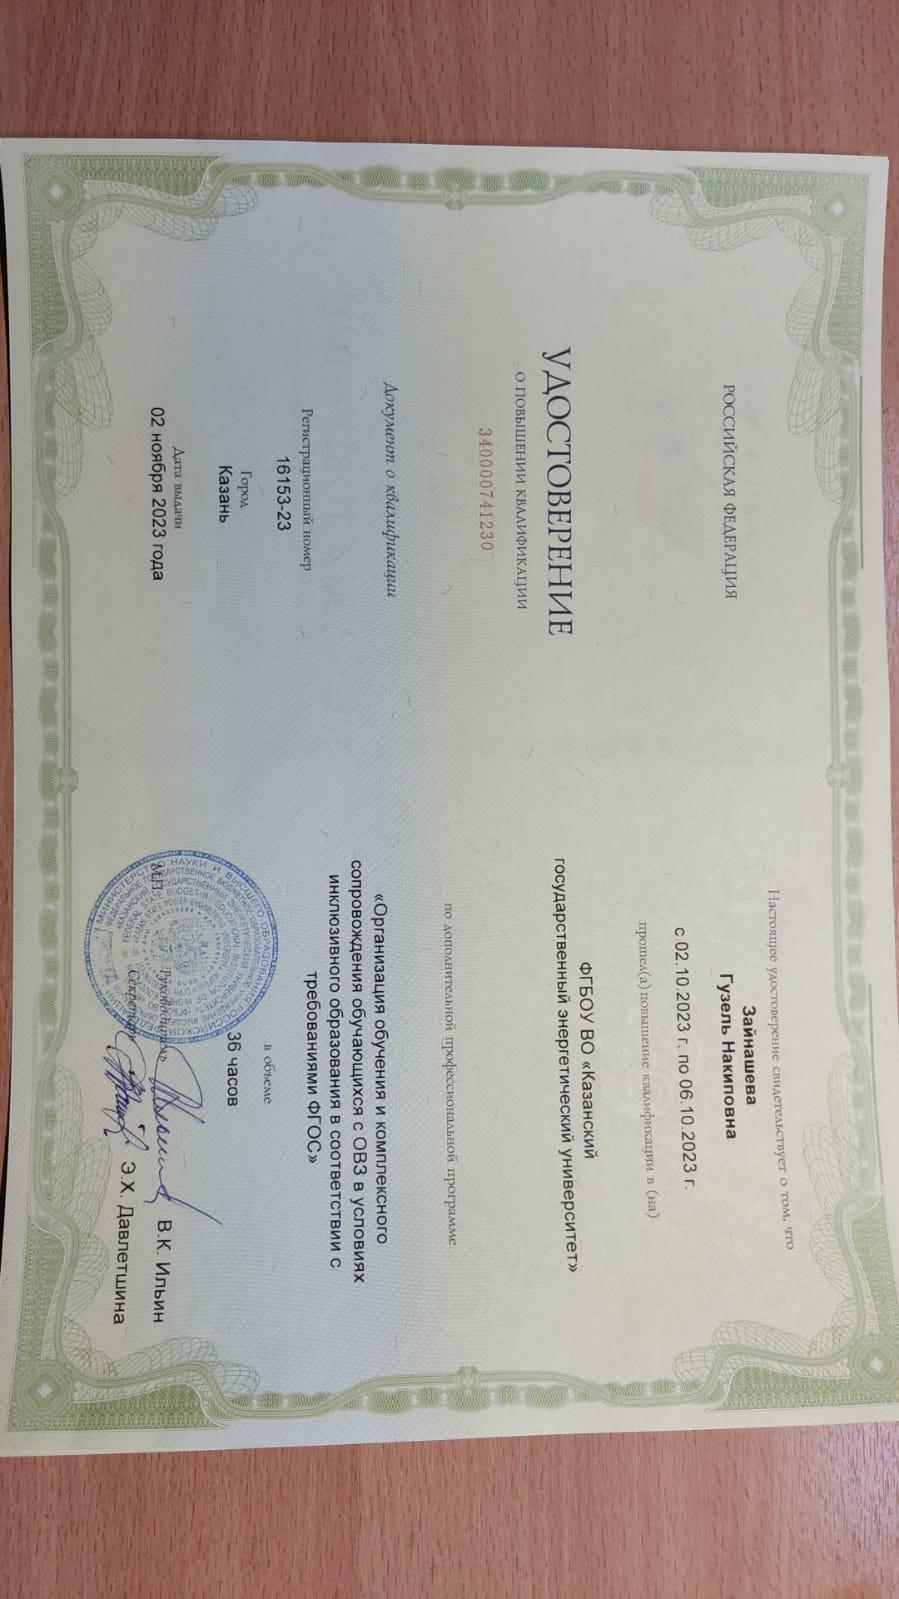 РОССИЙСКАЯ ФЕДЕРАЦИЯ
УДОСТОВЕРЕНИЕ
О ПОВЫШЕНИИ КВАЛИФИКАЦИИ
340000741230
Документ о квалификации
Регистрационный номер
16153-23
Город
Казань
Дата выдачи
02 ноября 2023 года
Настоящее удостоверение свидетельствует о том, что
Зайнашева
Гузель Накиповна
с 02.10.2023 г. по 06.10.2023 г.
прошел(а) повышение квалификации в (на)
ФГБОУ ВО «Казанский
государственный энергетический университет»
по дополнительной профессиональной программе
«Организация обучения и комплексного
сопровождения обучающихся с ОВЗ в условиях
инклюзивного образования в соответствии с
требованиями ФГОС»
в объеме
36 часов
М.П.
Руководитель
В.К. Ильин
Секретарь
Э.Х. Давлетшина